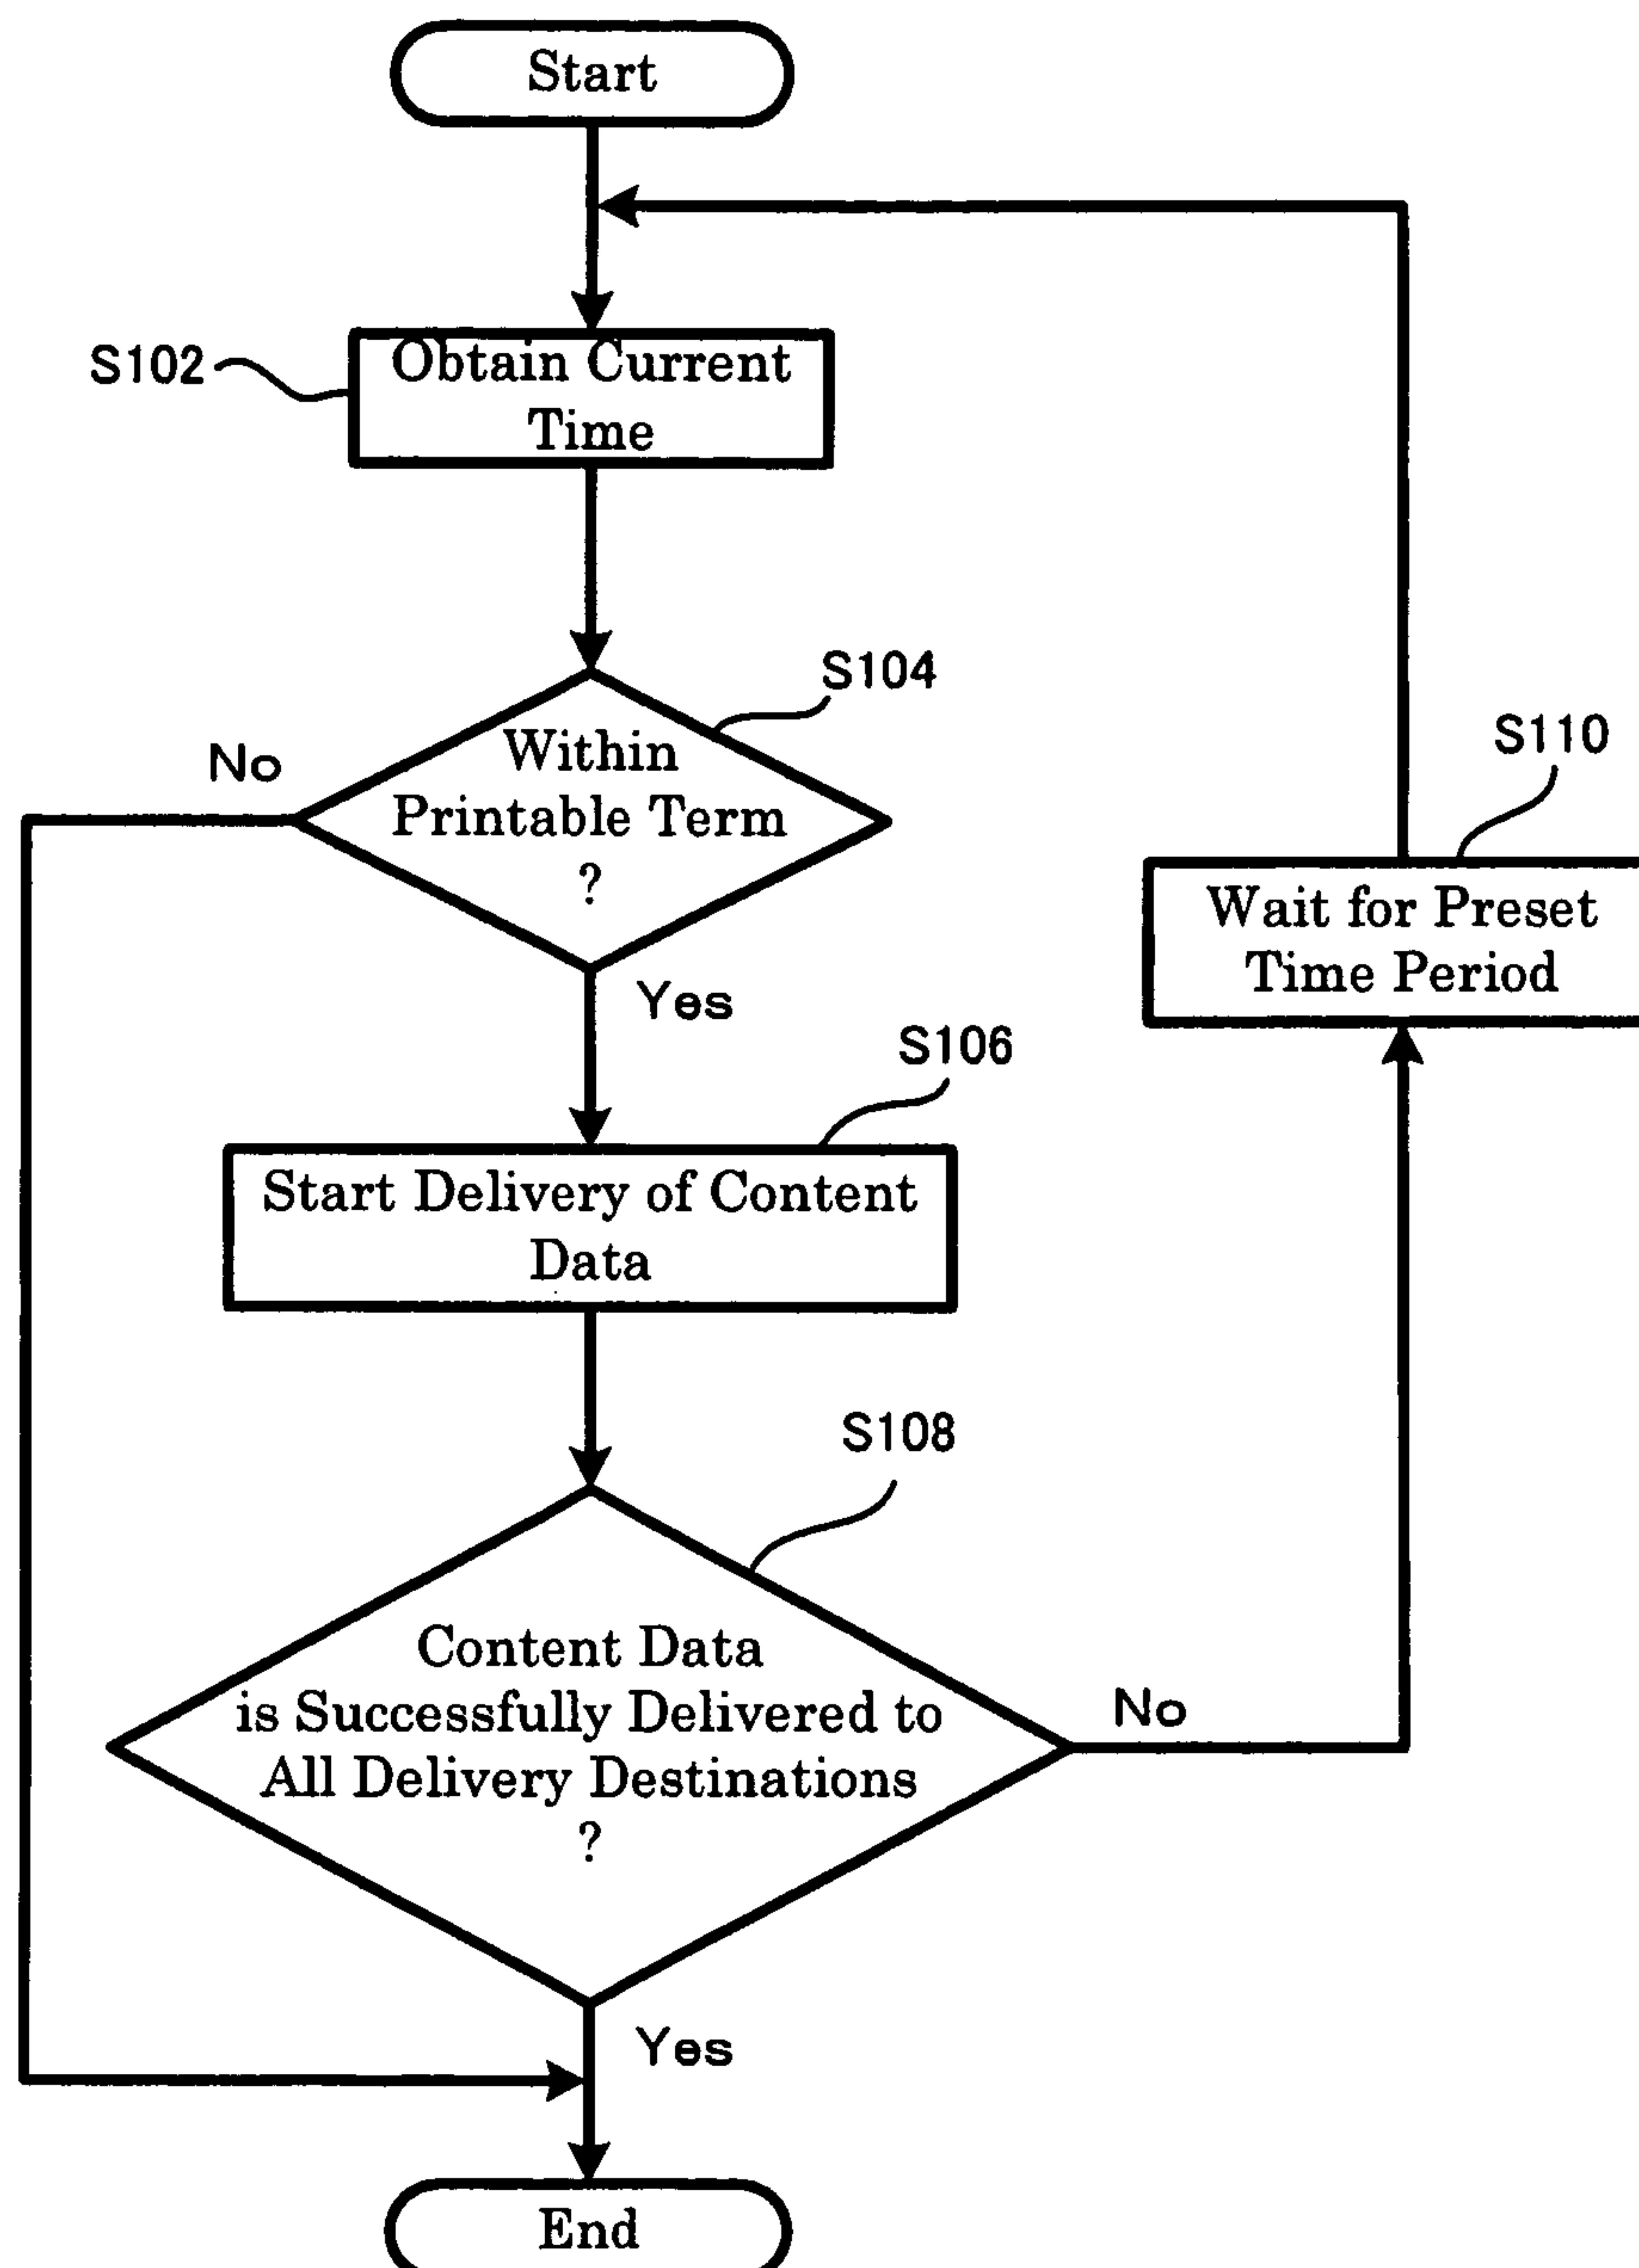 Start
S102
Obtain Current
Time
S104
No
Within
Printable Term
?
Yes
S110
Wait for Preset
Time Period
S106
Start Delivery of Content
Data
S108
Content Data
is Successfully Delivered to
All Delivery Destinations
?
No
Yes
End